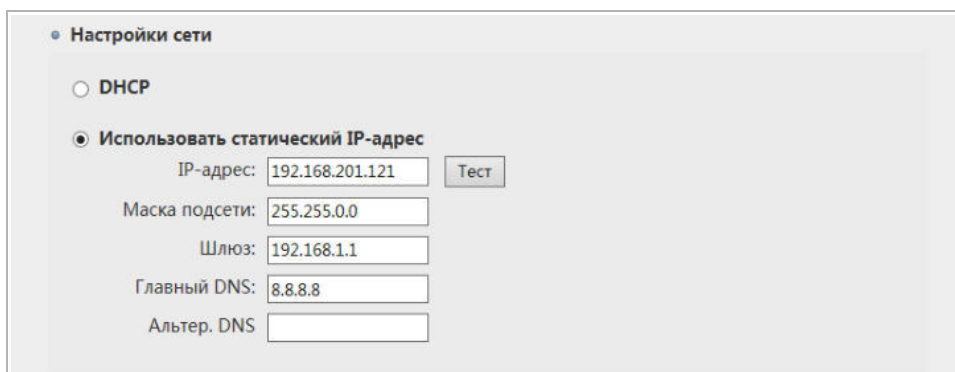 Настройки сети
DHCP
Использовать статический IP-адрес
IP-адрес: 192.168.201.121 Тест
Маска подсети: 255.255.0.0
Шлюз: 192.168.1.1
Главный DNS: 8.8.8.8
Альтер. DNS